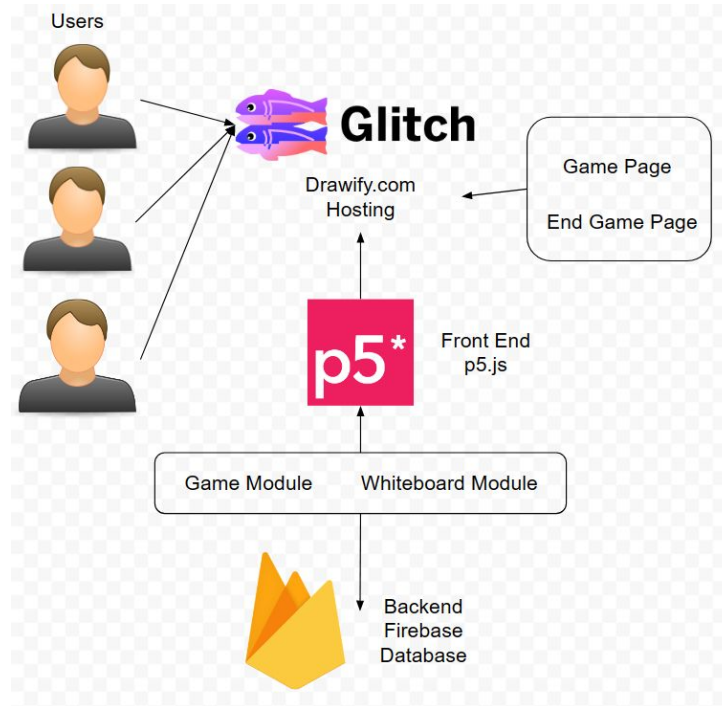 Users
Glitch
Drawify.com
Hosting
Game Page
End Game Page
p5*
Front End
p5.js
Game Module
Whiteboard Module
Backend
Firebase
Database